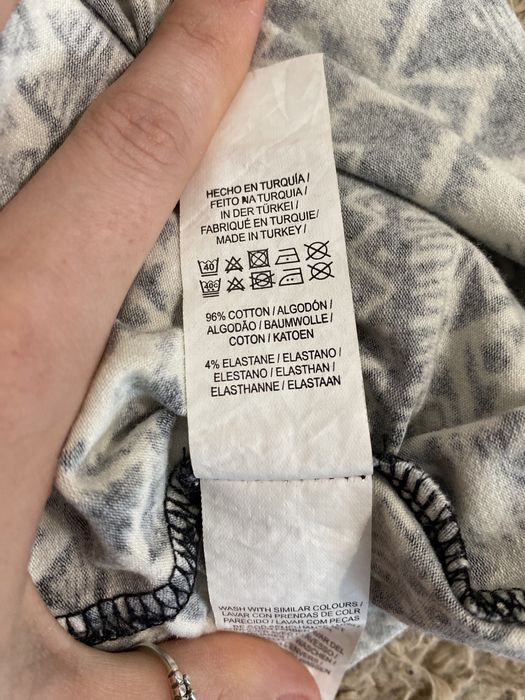 HECHO EN TURQUÍA /
FEITO NA TURQUIA /
IN DER TÜRKEI /
FABRIQUÉ EN TURQUIE/
MADE IN TURKEY /
40
40C
96% COTTON / ALGODÓN /
ALGODÃO / BAUMWOLLE /
COTON / KATOEN
4% ELASTANE / ELASTANO /
ELESTANO / ELASTHAN /
ELASTHANNE / ELASTAAN
WASH WITH SIMILAR COLOURS /
LAVAR CON PRENDAS DE COLR
PARECIDO / LAVAR COM PEÇAS